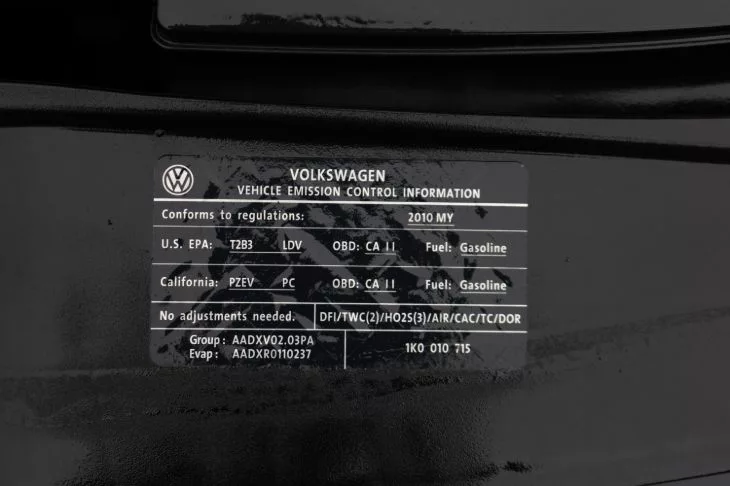 VOLKSWAGEN
VEHICLE EMISSION CONTROL INFORMATION
Conforms to regulations: 2010 MY
U.S. EPA: T2B3 LDV OBD: CA II Fuel: Gasoline
California: PZEV PC OBD: CA II Fuel: Gasoline
No adjustments needed. DFI/TWC(2)/HO2S(3)/AIR/CAC/TC/DOR
Group: AADXV02.03PA
Evap: AADXR0110237
1K0 010 715